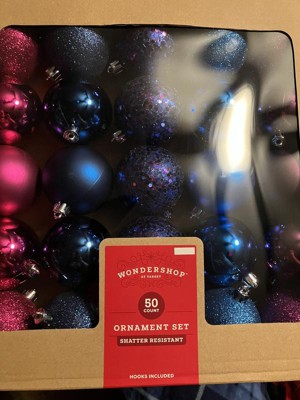 WONDERSHOP®
AT TARGET
50
COUNT
ORNAMENT SET
SHATTER RESISTANT
HOOKS INCLUDED